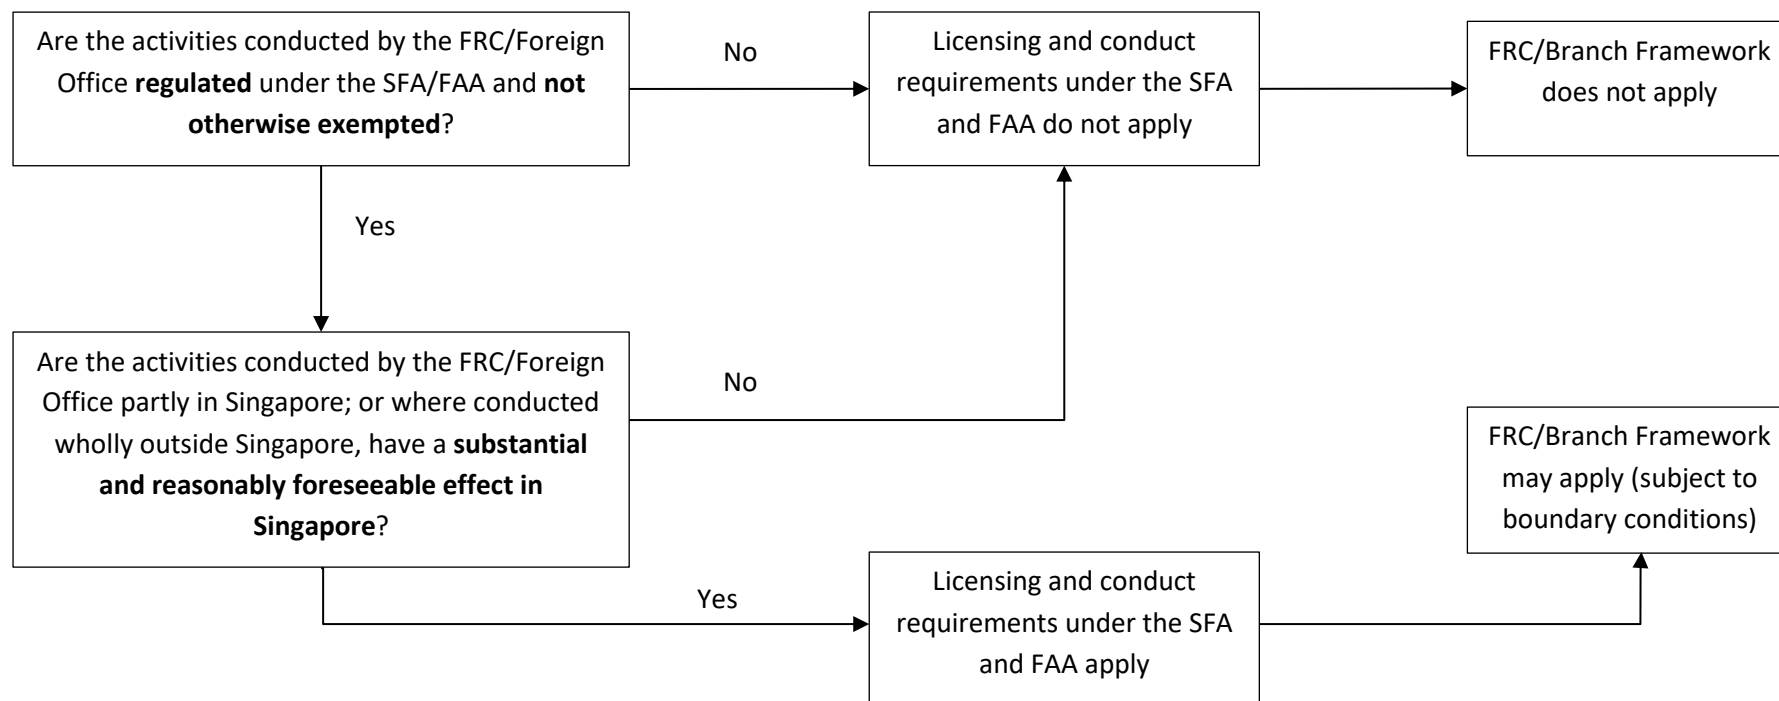 Are the activities conducted by the FRC/Foreign
Office regulated under the SFA/FAA and not
otherwise exempted?
No
Licensing and conduct
requirements under the SFA
and FAA do not apply
FRC/Branch Framework
does not apply
Yes
Are the activities conducted by the FRC/Foreign
Office partly in Singapore; or where conducted
wholly outside Singapore, have a substantial
and reasonably foreseeable effect in
Singapore?
No
Yes
Licensing and conduct
requirements under the SFA
and FAA apply
FRC/Branch Framework
may apply (subject to
boundary conditions)